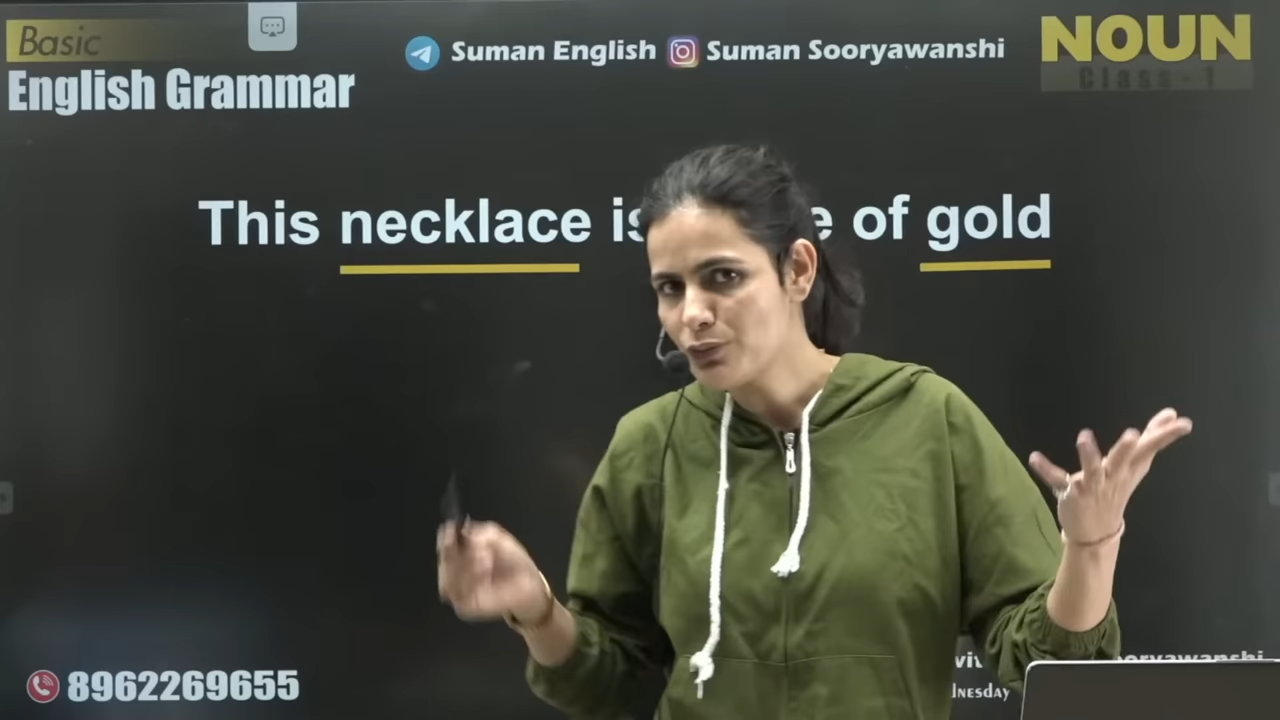 Basic
English Grammar
Suman English Suman Sooryawanshi
NOUN
Class - 1
This necklace is of gold
8962269655